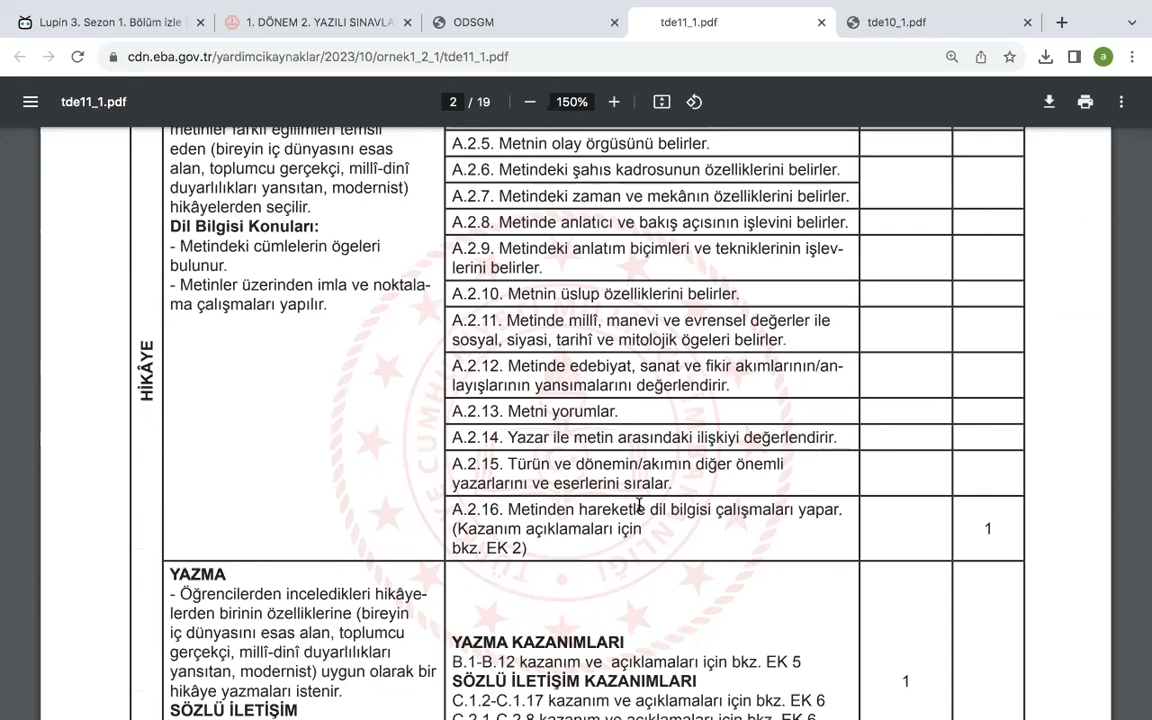 Lupin 3. Sezon 1. Bölüm izle
1. DÖNEM 2. YAZILI SINAVLA
ODSGM
tde11_1.pdf
tde10_1.pdf
cdn.eba.gov.tr/yardimcikaynaklar/2023/10/ornek1_2_1/tde11_1.pdf
a
tde11_1.pdf
2 / 19
150%
HİKÂYE
metinler farklı eğilimleri temsil
eden (bireyin iç dünyasını esas
alan, toplumcu gerçekçi, millî-dinî
duyarlılıkları yansıtan, modernist)
hikâyelerden seçilir.
Dil Bilgisi Konuları:
- Metindeki cümlelerin ögeleri
bulunur.
- Metinler üzerinden imla ve noktala-
ma çalışmaları yapılır.
A.2.5. Metnin olay örgüsünü belirler.
A.2.6. Metindeki şahıs kadrosunun özelliklerini belirler.
A.2.7. Metindeki zaman ve mekânın özelliklerini belirler.
A.2.8. Metinde anlatıcı ve bakış açısının işlevini belirler.
A.2.9. Metindeki anlatım biçimleri ve tekniklerinin işlev-
lerini belirler.
A.2.10. Metnin üslup özelliklerini belirler.
A.2.11. Metinde millî, manevi ve evrensel değerler ile
sosyal, siyasi, tarihî ve mitolojik ögeleri belirler.
A.2.12. Metinde edebiyat, sanat ve fikir akımlarının/an-
layışlarının yansımalarını değerlendirir.
A.2.13. Metni yorumlar.
A.2.14. Yazar ile metin arasındaki ilişkiyi değerlendirir.
A.2.15. Türün ve dönemin/akımın diğer önemli
yazarlarını ve eserlerini sıralar.
A.2.16. Metinden hareketle dil bilgisi çalışmaları yapar.
(Kazanım açıklamaları için
bkz. EK 2)
1
YAZMA
- Öğrencilerden inceledikleri hikâye-
lerden birinin özelliklerine (bireyin
iç dünyasını esas alan, toplumcu
gerçekçi, millî-dinî duyarlılıkları
yansıtan, modernist) uygun olarak bir
hikâye yazmaları istenir.
SÖZLÜ İLETİŞİM
YAZMA KAZANIMLARI
B.1-B.12 kazanım ve açıklamaları için bkz. EK 5
SÖZLÜ İLETİŞİM KAZANIMLARI
C.1.2-C.1.17 kazanım ve açıklamaları için bkz. EK 6
C.2.1-C.2.8 kazanım ve açıklamaları için bkz. EK 6
1